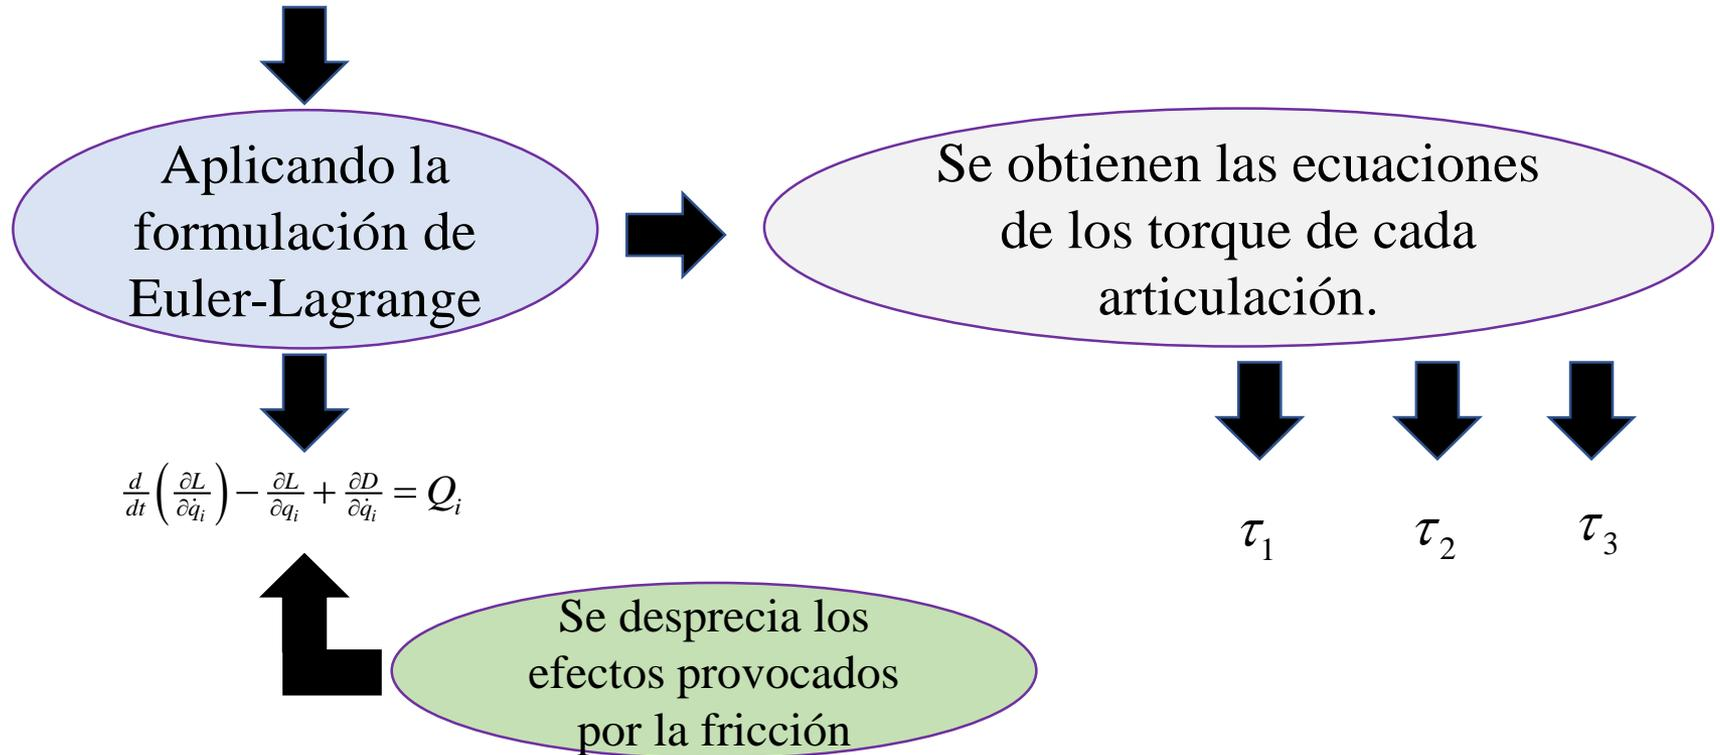 Aplicando la
formulación de
Euler-Lagrange
Se obtienen las ecuaciones
de los torque de cada
articulación.
d/dt (∂L/∂q̇ᵢ) − ∂L/∂qᵢ + ∂D/∂q̇ᵢ = Qᵢ
τ₁ τ₂ τ₃
Se desprecia los
efectos provocados
por la fricción